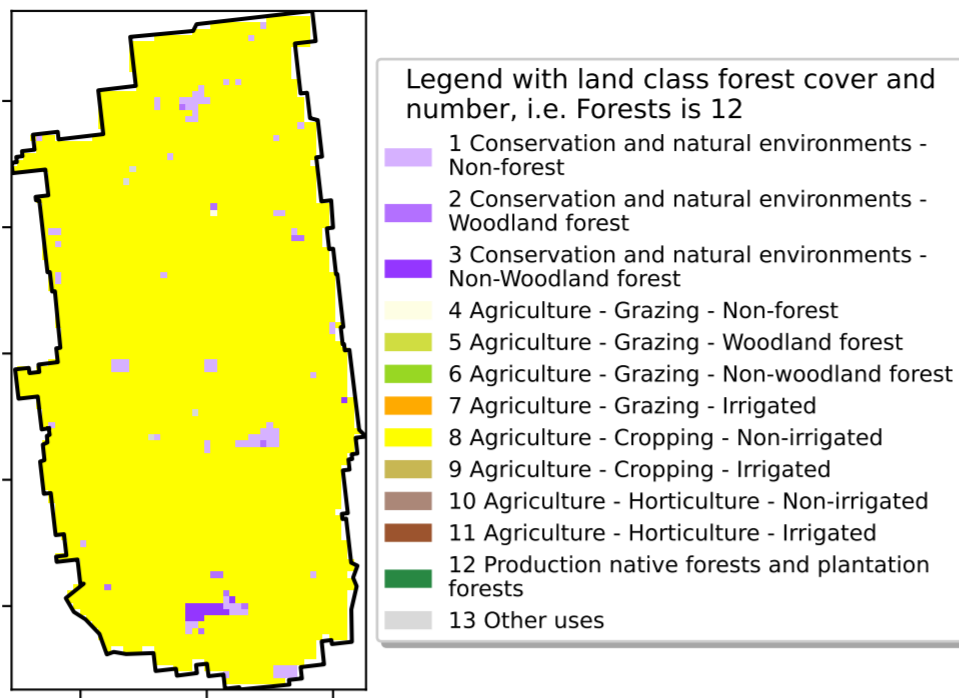 Legend with land class forest cover and
number, i.e. Forests is 12
1 Conservation and natural environments -
Non-forest
2 Conservation and natural environments -
Woodland forest
3 Conservation and natural environments -
Non-Woodland forest
4 Agriculture - Grazing - Non-forest
5 Agriculture - Grazing - Woodland forest
6 Agriculture - Grazing - Non-woodland forest
7 Agriculture - Grazing - Irrigated
8 Agriculture - Cropping - Non-irrigated
9 Agriculture - Cropping - Irrigated
10 Agriculture - Horticulture - Non-irrigated
11 Agriculture - Horticulture - Irrigated
12 Production native forests and plantation
forests
13 Other uses